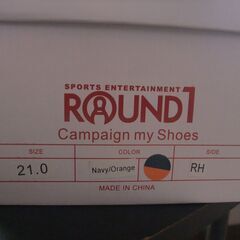 SPORTS ENTERTAINMENT
ROUND1
Campaign my Shoes
SIZE COLOR SIDE
21.0 Navy/Orange RH
MADE IN CHINA